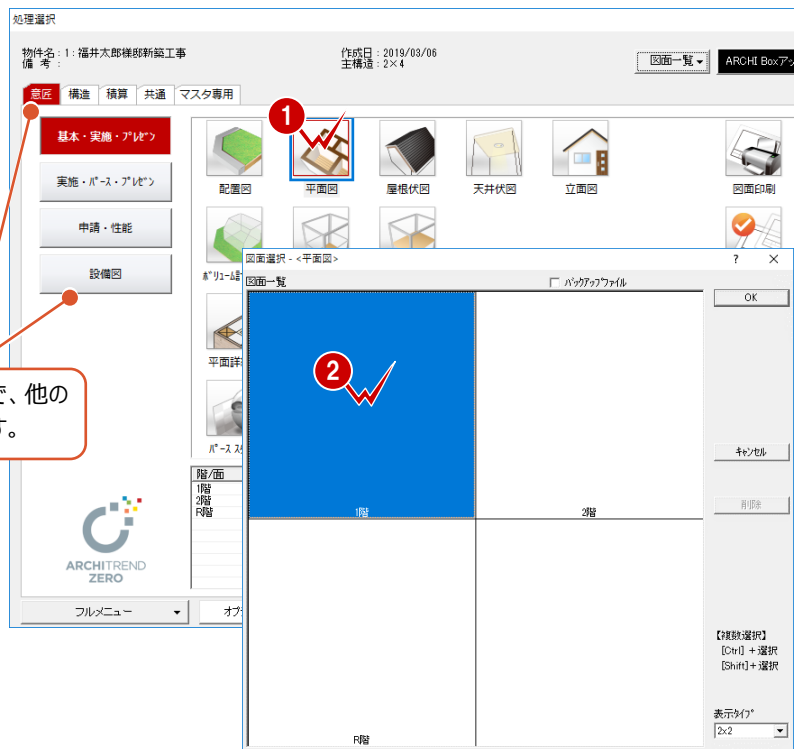 処理選択
物件名：1：福井太郎様邸新築工事
備 考：
作成日：2019/03/06
主構造：2×4
図面一覧
ARCHI Boxアッ
意匠 構造 積算 共通 マスタ専用
基本・実施・プレゼン
実施・パース・プレゼン
申請・性能
設備図
1
配置図 平面図 屋根伏図 天井伏図 立面図 図面印刷
ボリューム計
平面詳
パース ス
で、他の
す。
階/面
1階
2階
R階
ARCHITREND
ZERO
フルメニュー
オプ
図面選択 - <平面図>
? ×
図面一覧
バックアップファイル
OK
2
キャンセル
削除
1階 2階
【複数選択】
[Ctrl] + 選択
[Shift]+ 選択
表示タイプ
2x2
R階